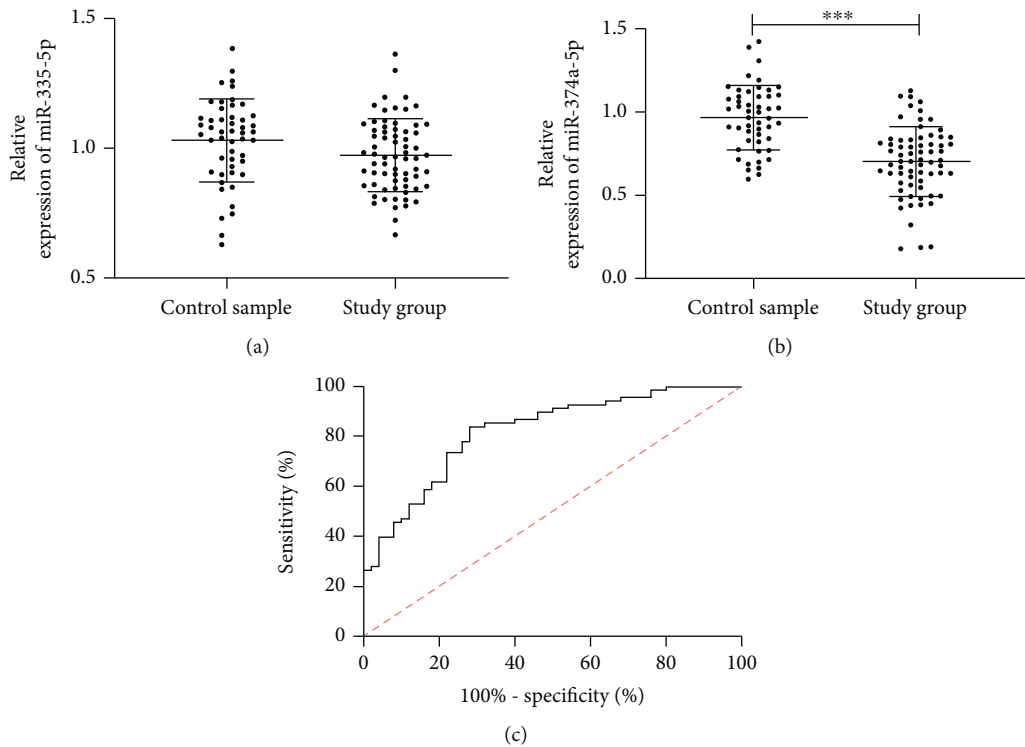 Relative
expression of miR-335-5p
1.5
1.0
0.5
Control sample
Study group
(a)
***
Relative
expression of miR-374a-5p
1.5
1.0
0.5
0.0
Control sample
Study group
(b)
Sensitivity (%)
100
80
60
40
20
0
0
20
40
60
80
100
100% - specificity (%)
(c)